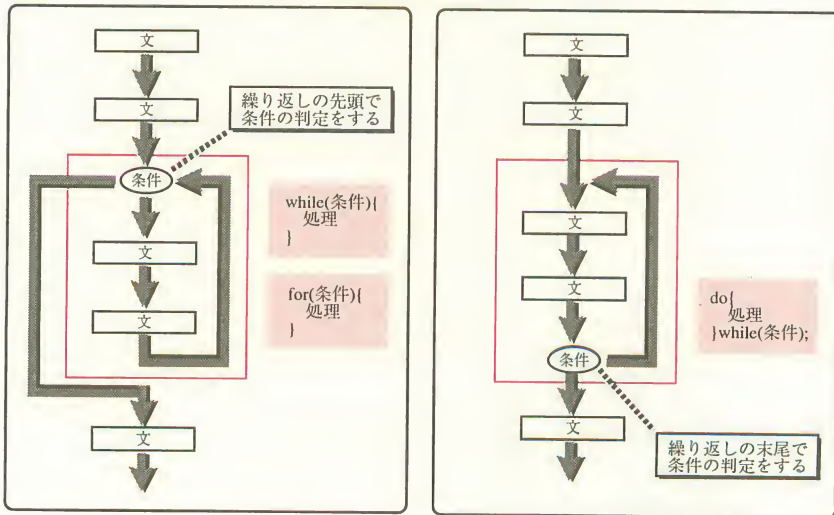 文
文
繰り返しの先頭で
条件の判定をする
条件
while(条件){
処理
}
文
for(条件){
処理
}
文
文
文
文
文
文
do{
処理
}while(条件);
条件
文
繰り返しの末尾で
条件の判定をする